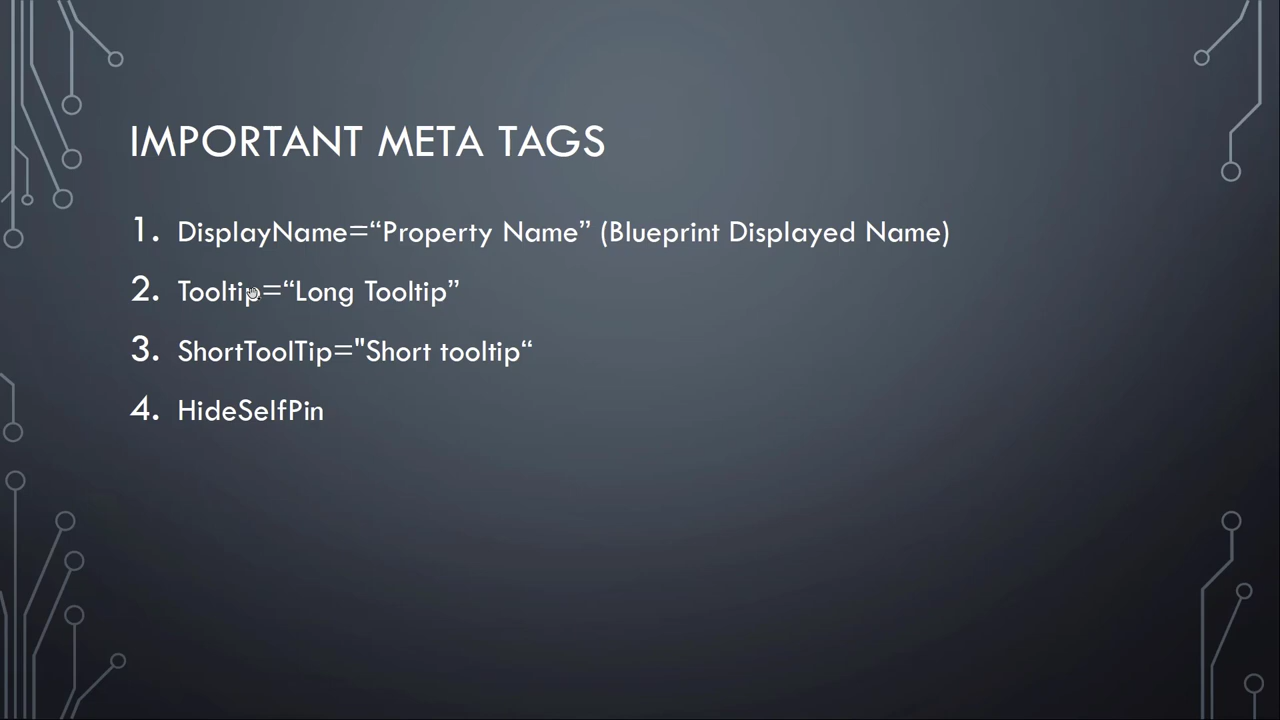 IMPORTANT META TAGS
1. DisplayName=“Property Name” (Blueprint Displayed Name)
2. Tooltip=“Long Tooltip”
3. ShortToolTip="Short tooltip“
4. HideSelfPin